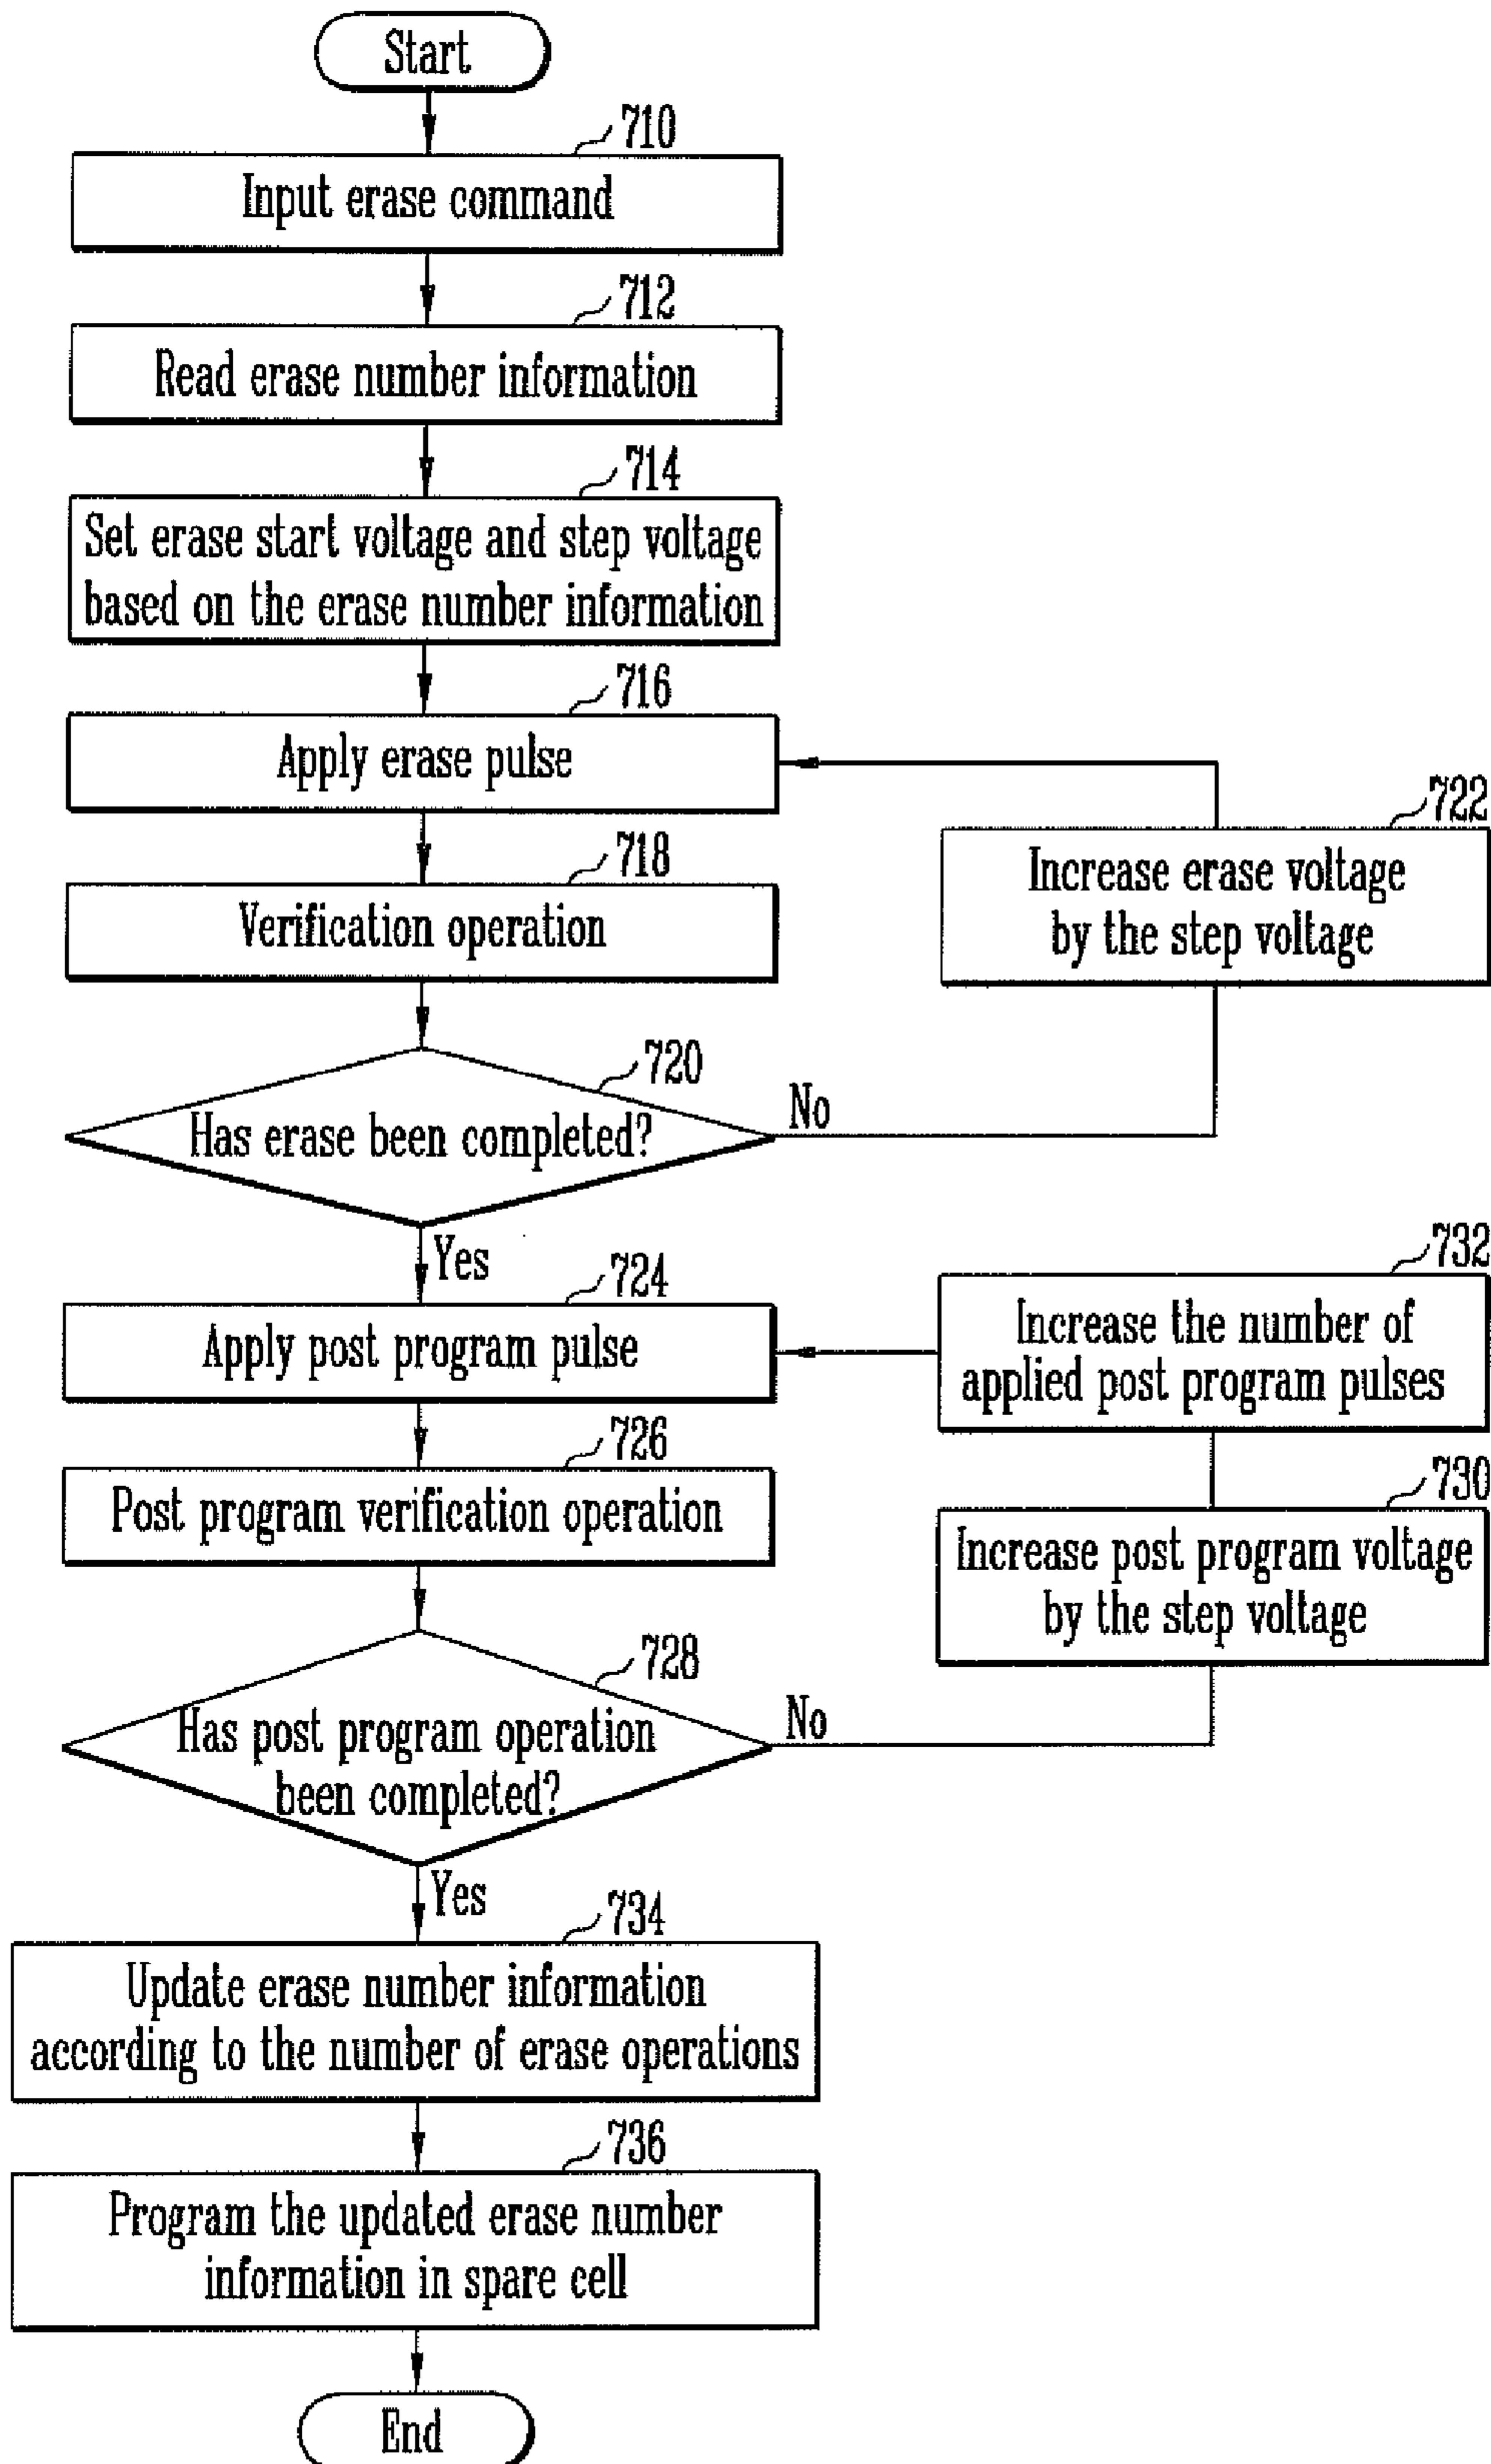 Start
710
Input erase command
712
Read erase number information
714
Set erase start voltage and step voltage
based on the erase number information
716
Apply erase pulse
722
Increase erase voltage
by the step voltage
718
Verification operation
720
Has erase been completed?
No
Yes
724
Apply post program pulse
732
Increase the number of
applied post program pulses
726
Post program verification operation
730
Increase post program voltage
by the step voltage
728
Has post program operation
been completed?
No
Yes
734
Update erase number information
according to the number of erase operations
736
Program the updated erase number
information in spare cell
End